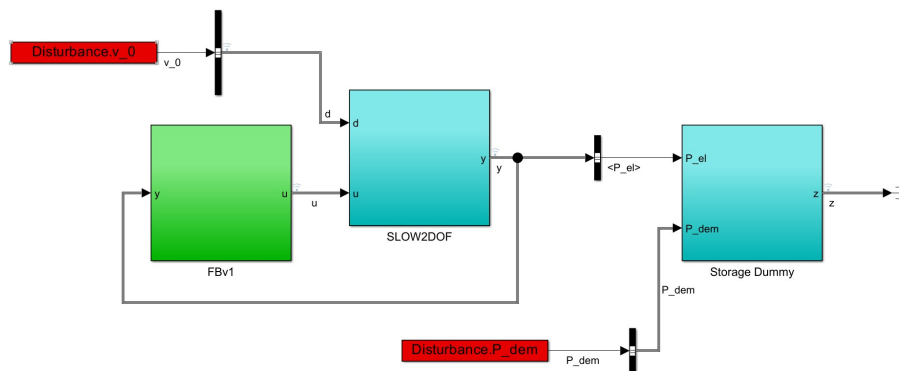 Disturbance.v_0
v_0
d
d
u
y
SLOW2DOF
y
y
u
FBv1
u
<P_el>
P_el
P_dem
z
Storage Dummy
z
P_dem
Disturbance.P_dem
P_dem